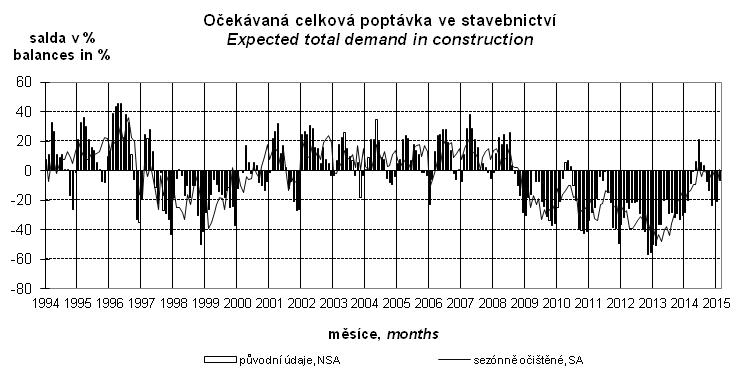 Očekávaná celková poptávka ve stavebnictví
Expected total demand in construction
salda v %
balances in %
60
40
20
0
-20
-40
-60
-80
1994 1995 1996 1997 1998 1999 2000 2001 2002 2003 2004 2005 2006 2007 2008 2009 2010 2011 2012 2013 2014 2015
měsíce, months
původní údaje, NSA
sezónně očištěné, SA